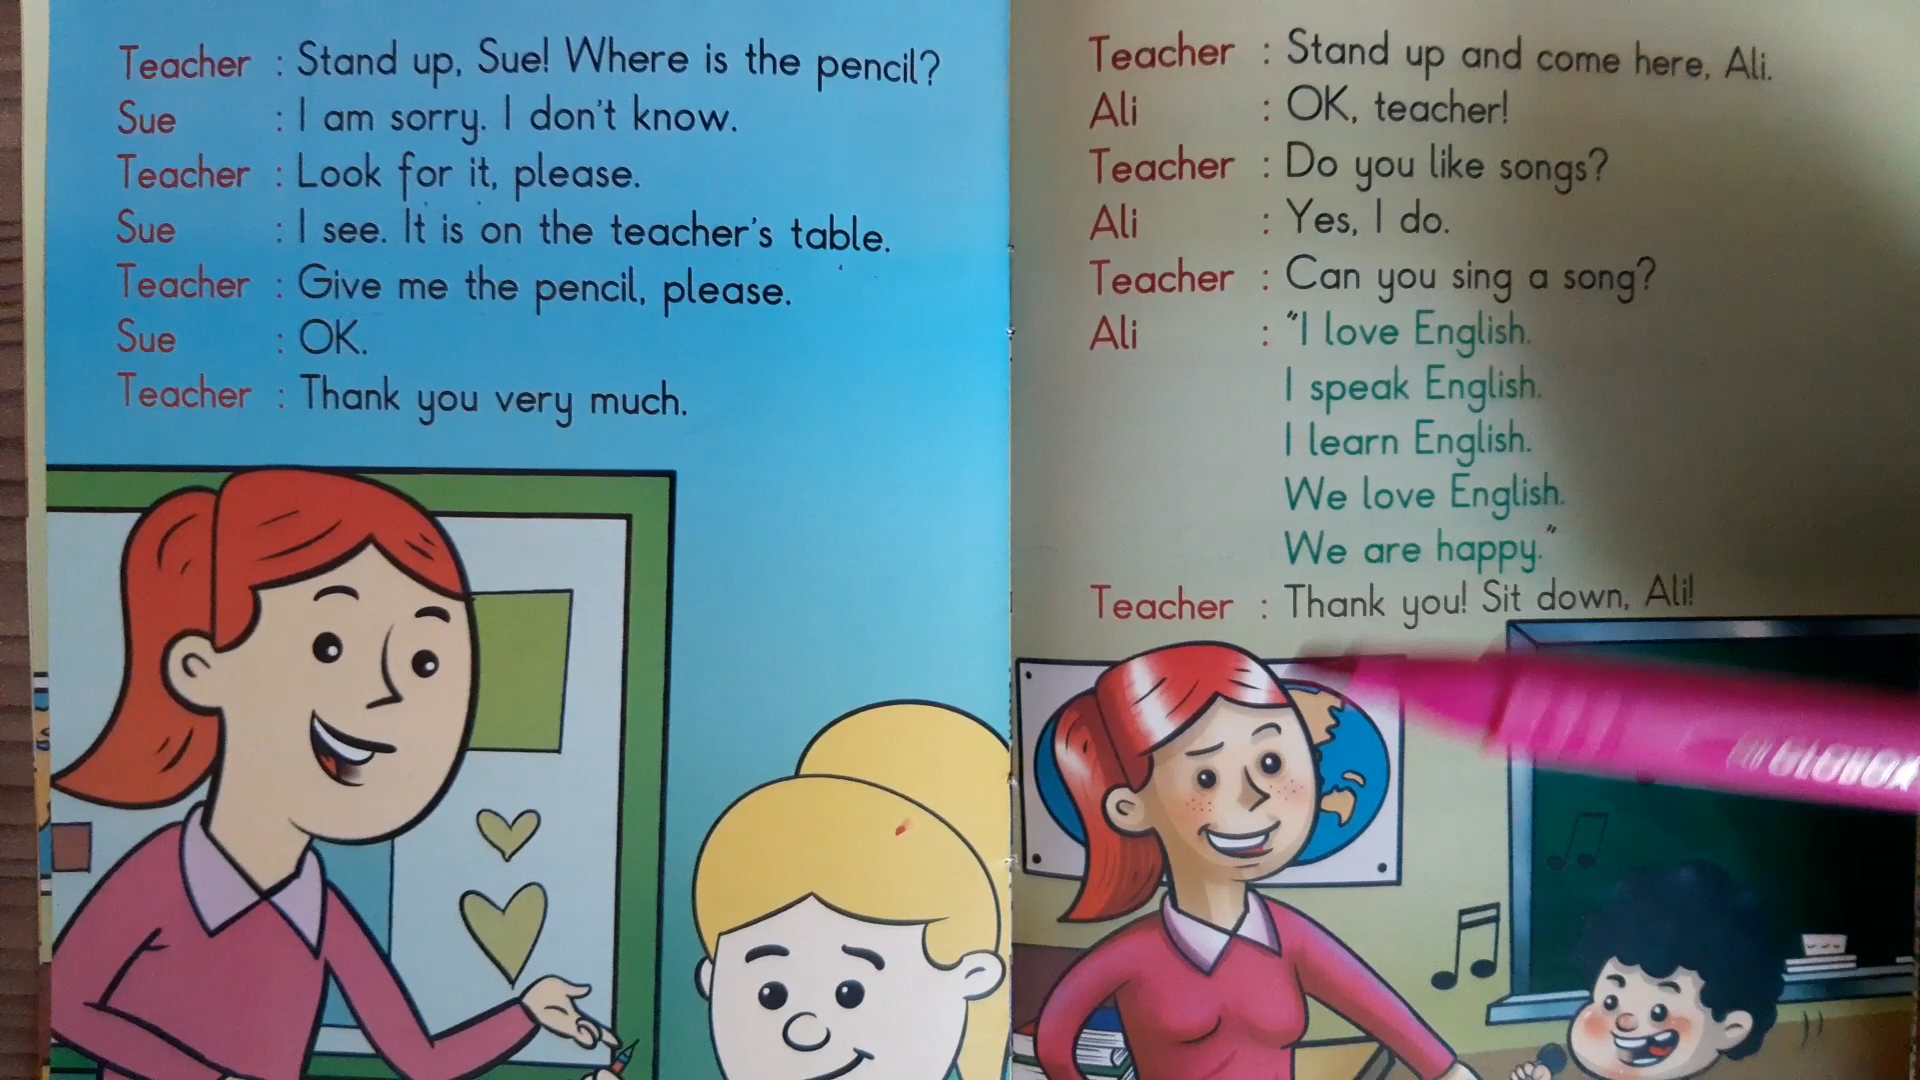 Teacher : Stand up, Sue! Where is the pencil?
Sue : I am sorry. I don't know.
Teacher : Look for it, please.
Sue : I see. It is on the teacher's table.
Teacher : Give me the pencil, please.
Sue : OK.
Teacher : Thank you very much.
Teacher : Stand up and come here, Ali.
Ali : OK, teacher!
Teacher : Do you like songs?
Ali : Yes, I do.
Teacher : Can you sing a song?
Ali : "I love English.
I speak English.
I learn English.
We love English.
We are happy."
Teacher : Thank you! Sit down, Ali!